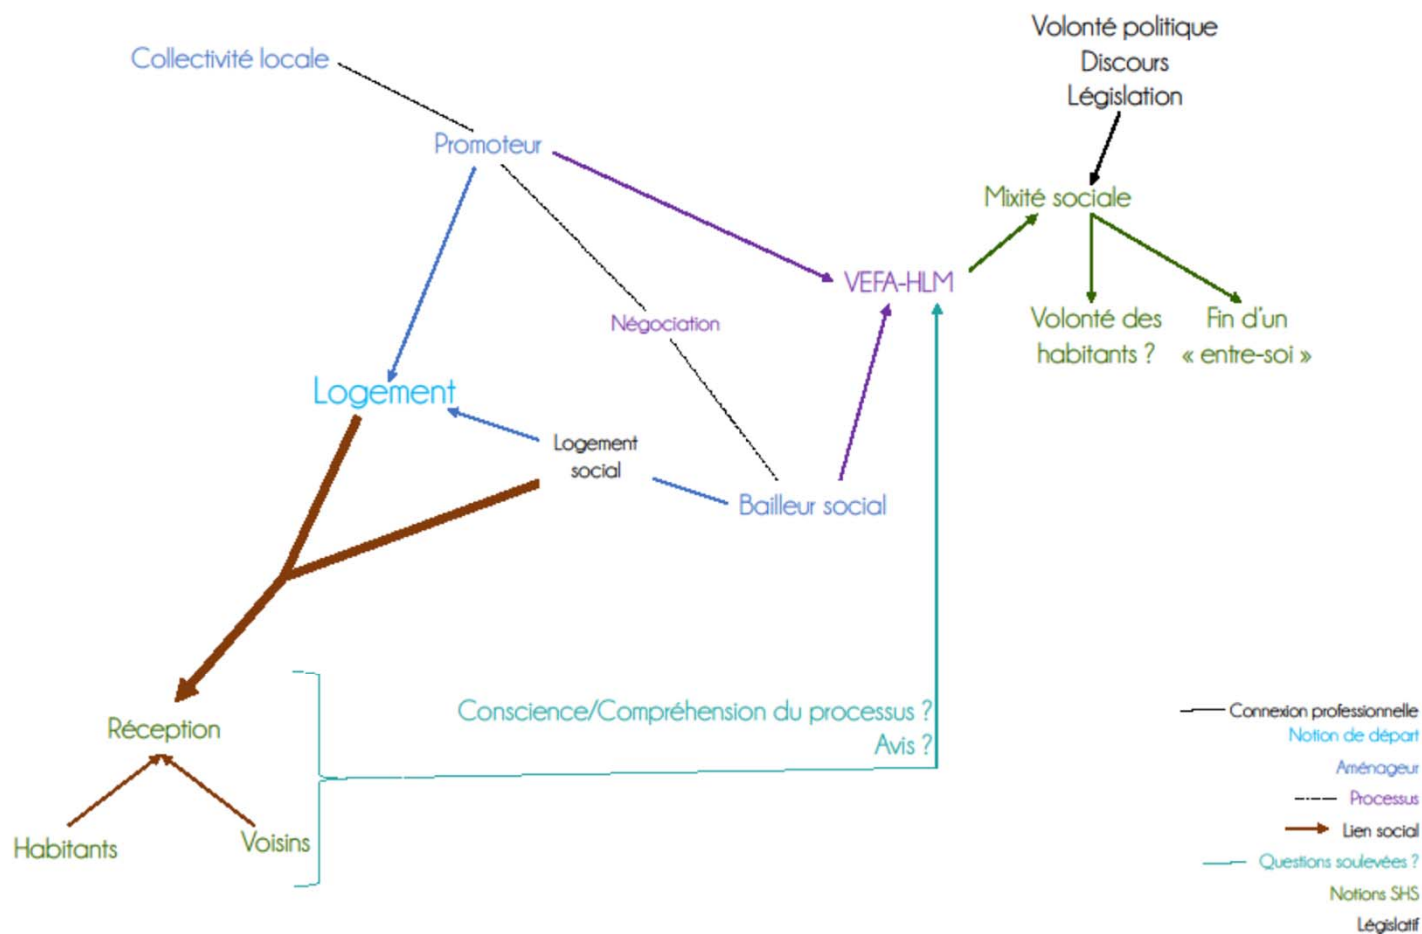 Volonté politique
Discours
Législation
Collectivité locale
Promoteur
Mixité sociale
VEFA-HLM
Négociation
Volonté des
habitants ?
Fin d'un
« entre-soi »
Logement
Logement
social
Bailleur social
Conscience/Compréhension du processus ?
Avis ?
Réception
Habitants
Voisins
Connexion professionnelle
Notion de départ
Aménageur
Processus
Lien social
Questions soulevées ?
Notions SHS
Législatif